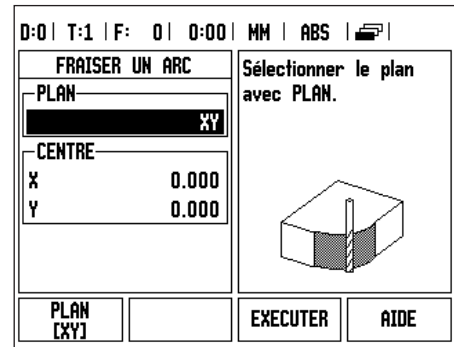 D:0 | T:1 | F: 0 | 0:00 | MM | ABS |
FRAISER UN ARC
PLAN
XY
CENTRE
X 0.000
Y 0.000
Sélectionner le plan
avec PLAN.
PLAN
[XY]
EXECUTER
AIDE